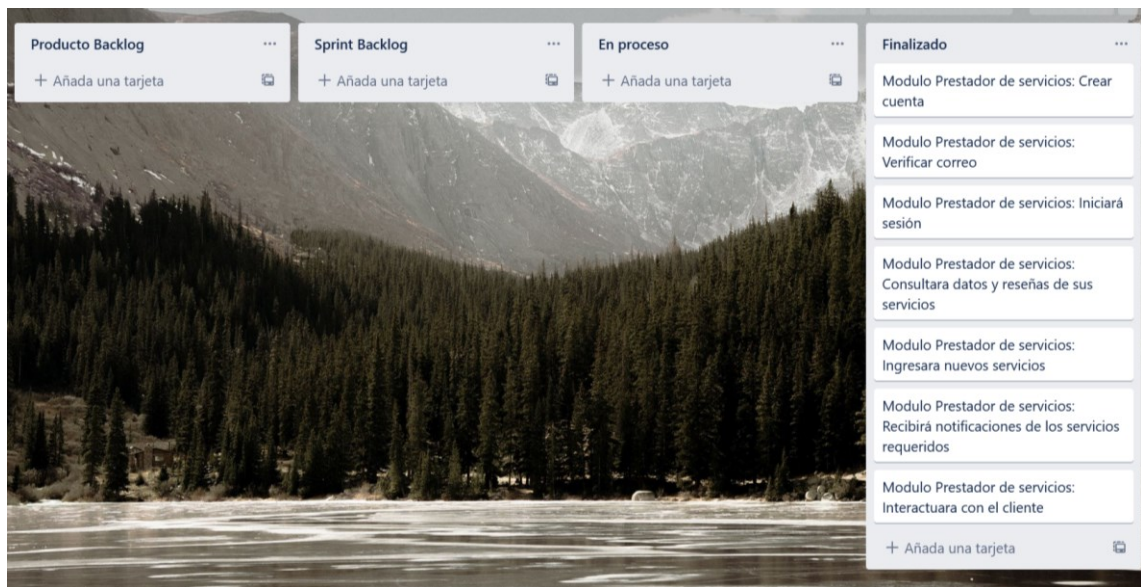 Producto Backlog
+ Añada una tarjeta
Sprint Backlog
+ Añada una tarjeta
En proceso
+ Añada una tarjeta
Finalizado
Modulo Prestador de servicios: Crear
cuenta
Modulo Prestador de servicios:
Verificar correo
Modulo Prestador de servicios: Iniciará
sesión
Modulo Prestador de servicios:
Consultara datos y reseñas de sus
servicios
Modulo Prestador de servicios:
Ingresara nuevos servicios
Modulo Prestador de servicios:
Recibirá notificaciones de los servicios
requeridos
Modulo Prestador de servicios:
Interactuara con el cliente
+ Añada una tarjeta